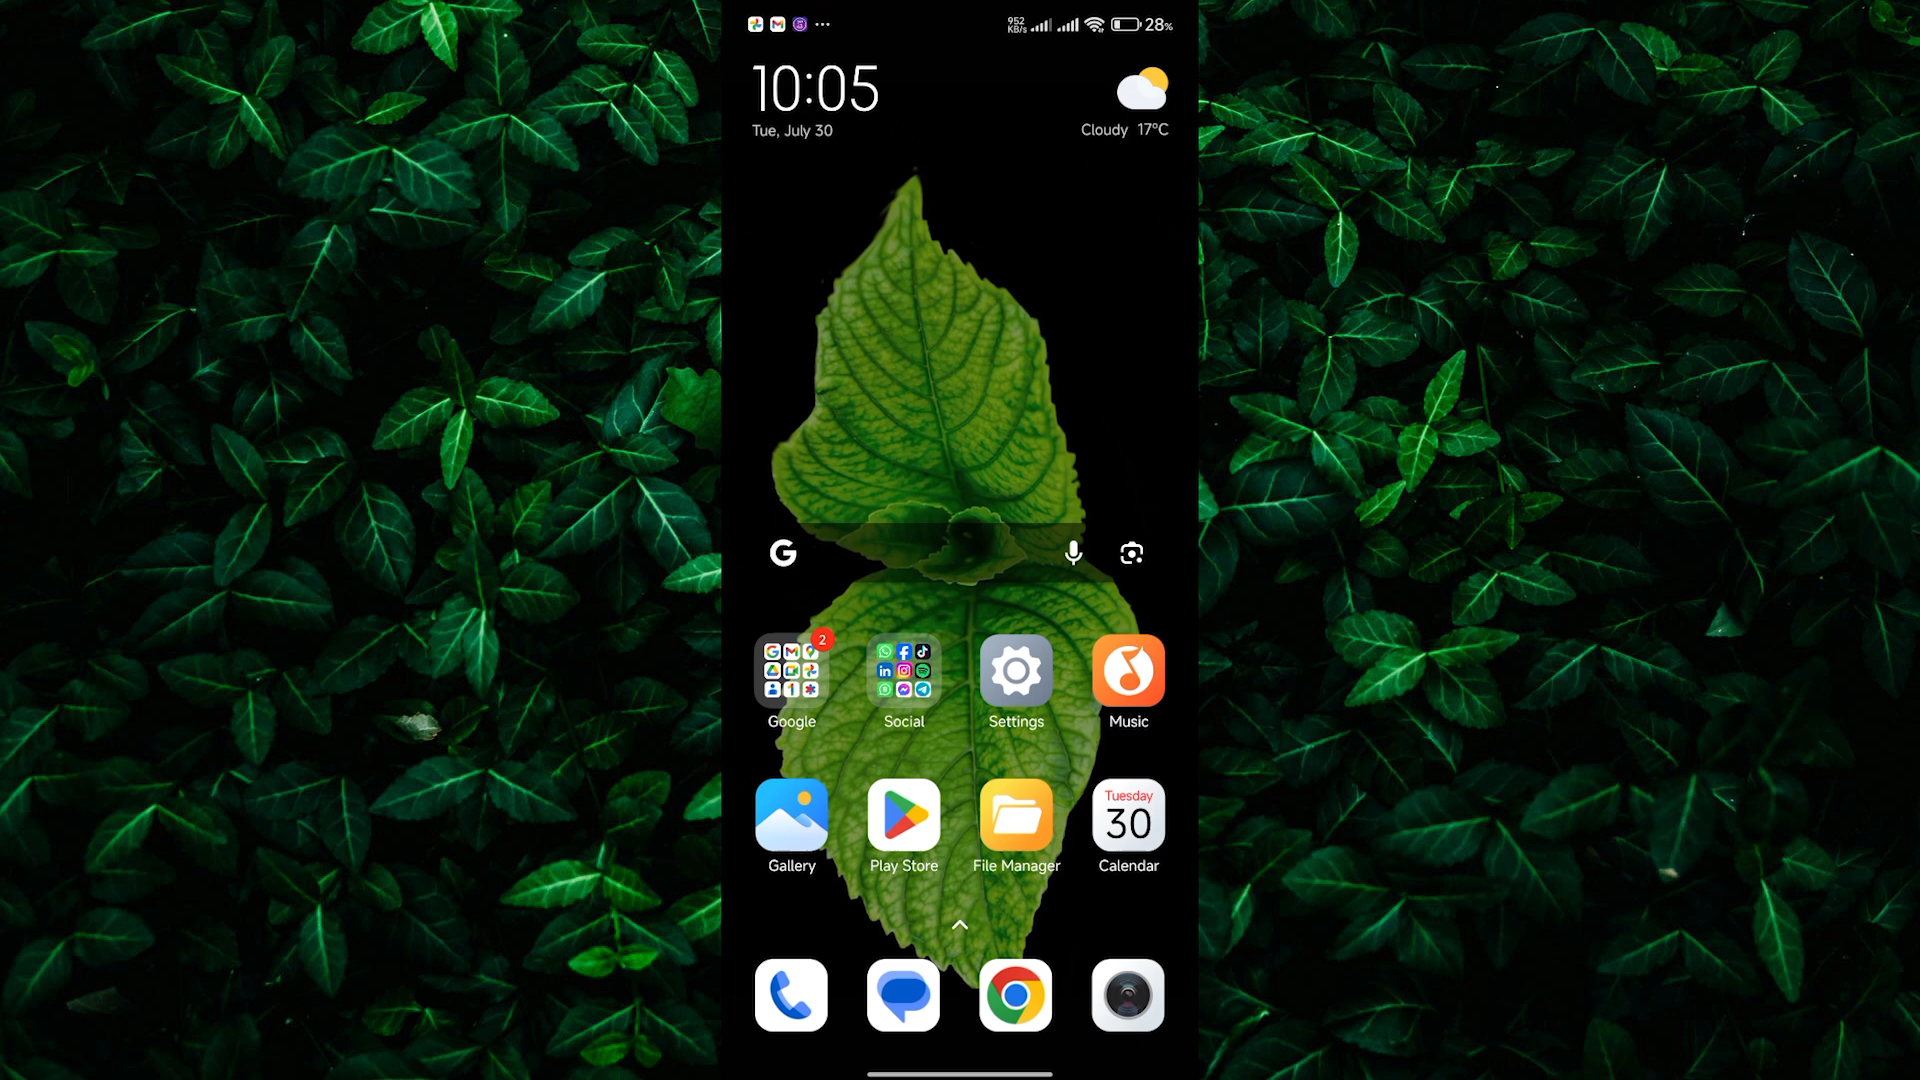 952
KB/s
28%
10:05
Tue, July 30
Cloudy 17°C
G
2
Google
Social
Settings
Music
Tuesday
30
Gallery
Play Store
File Manager
Calendar